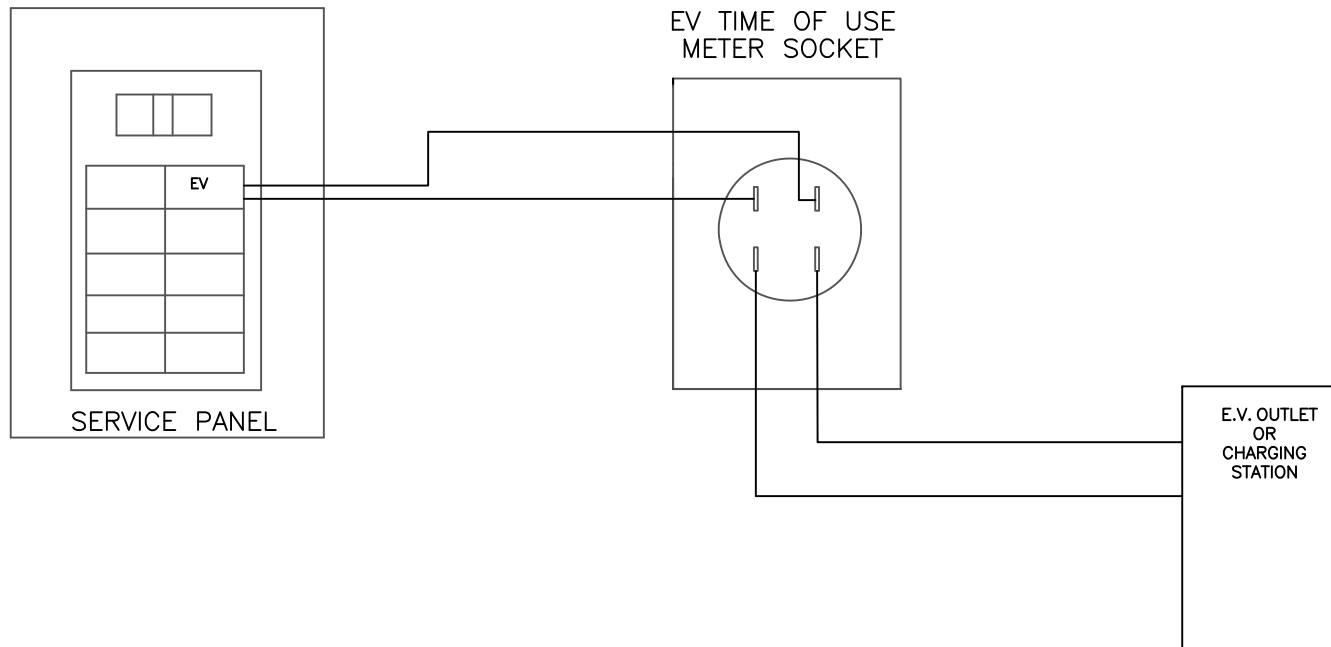 EV TIME OF USE
METER SOCKET
EV
SERVICE PANEL
E.V. OUTLET
OR
CHARGING
STATION